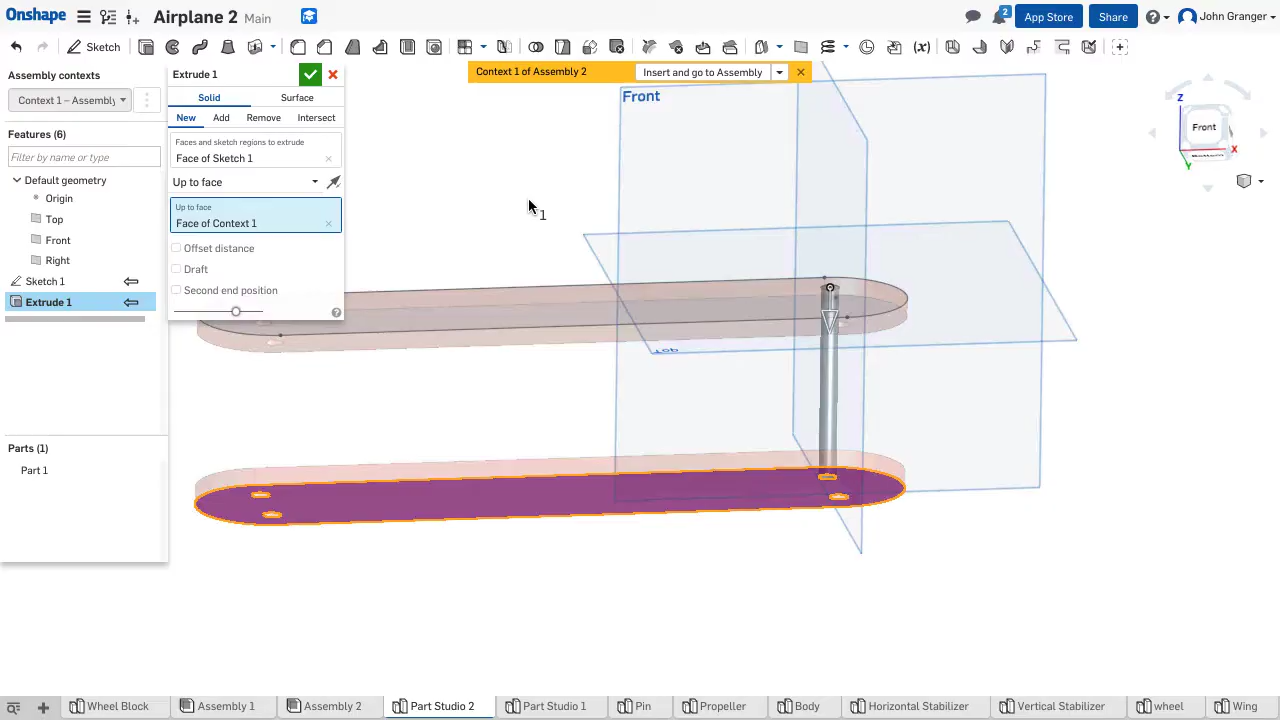 Onshape
Airplane 2 Main
2
App Store
Share
John Granger
Sketch
(x)
Assembly contexts
Context 1 – Assembly
Features (6)
Filter by name or type
Default geometry
Origin
Top
Front
Right
Sketch 1
Extrude 1
Parts (1)
Part 1
Extrude 1
Solid
Surface
New
Add
Remove
Intersect
Faces and sketch regions to extrude
Face of Sketch 1
Up to face
Up to face
Face of Context 1
Offset distance
Draft
Second end position
Context 1 of Assembly 2
Insert and go to Assembly
Front
1
Top
Z
Front
X
Bottom
Y
Wheel Block
Assembly 1
Assembly 2
Part Studio 2
Part Studio 1
Pin
Propeller
Body
Horizontal Stabilizer
Vertical Stabilizer
wheel
Wing